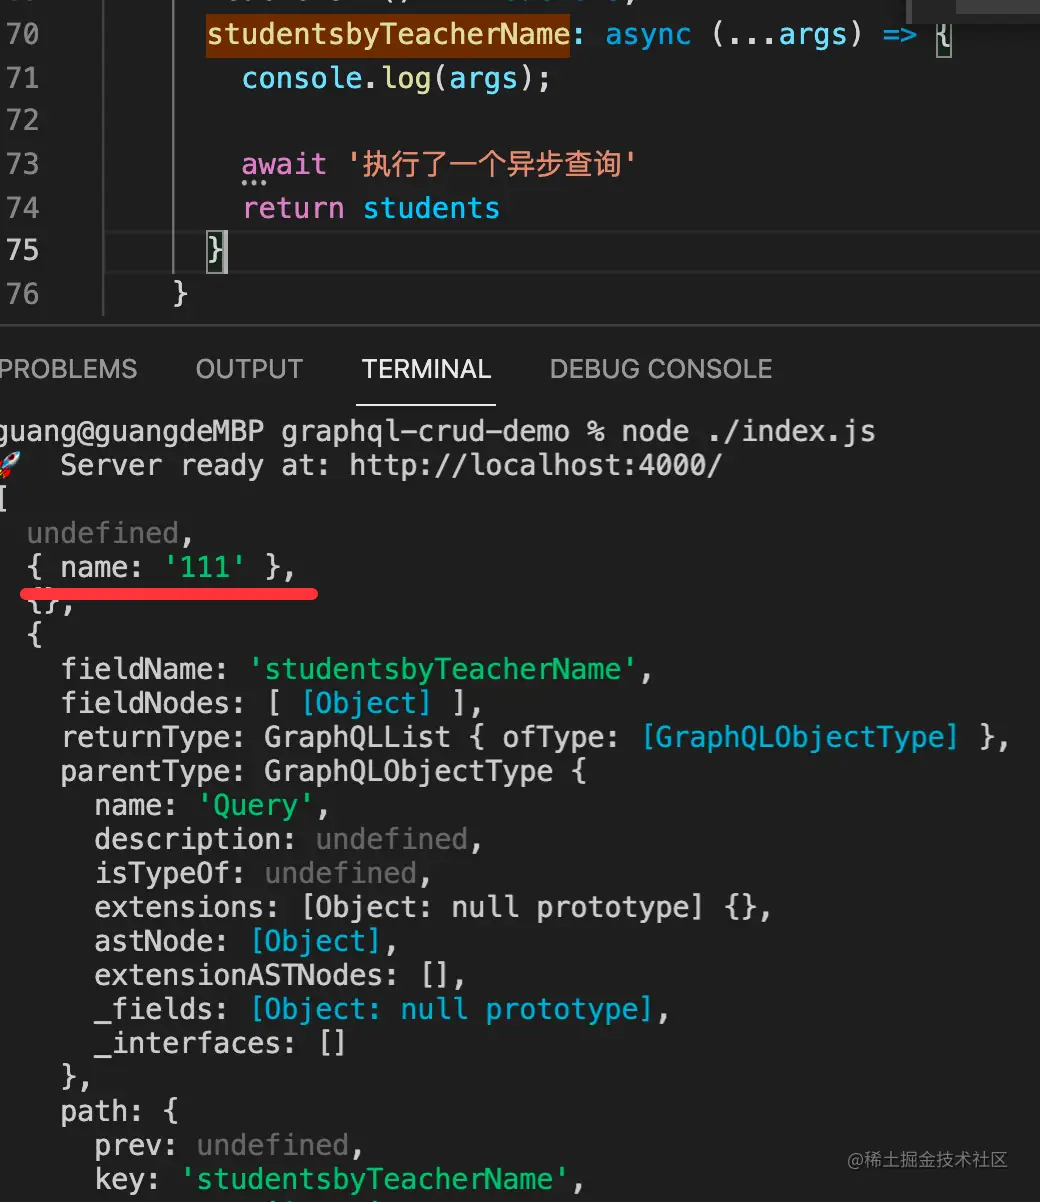 70 studentsbyTeacherName: async (...args) => {
71 console.log(args);
72
73 await '执行了一个异步查询'
74 return students
75 }
76 }
PROBLEMS OUTPUT TERMINAL DEBUG CONSOLE
guang@guangdeMBP graphql-crud-demo % node ./index.js
🚀 Server ready at: http://localhost:4000/
[
undefined,
{ name: '111' },
{},
{
fieldName: 'studentsbyTeacherName',
fieldNodes: [ [Object] ],
returnType: GraphQLList { ofType: [GraphQLObjectType] },
parentType: GraphQLObjectType {
name: 'Query',
description: undefined,
isTypeOf: undefined,
extensions: [Object: null prototype] {},
astNode: [Object],
extensionASTNodes: [],
_fields: [Object: null prototype],
_interfaces: []
},
path: {
prev: undefined,
key: 'studentsbyTeacherName',
@稀土掘金技术社区